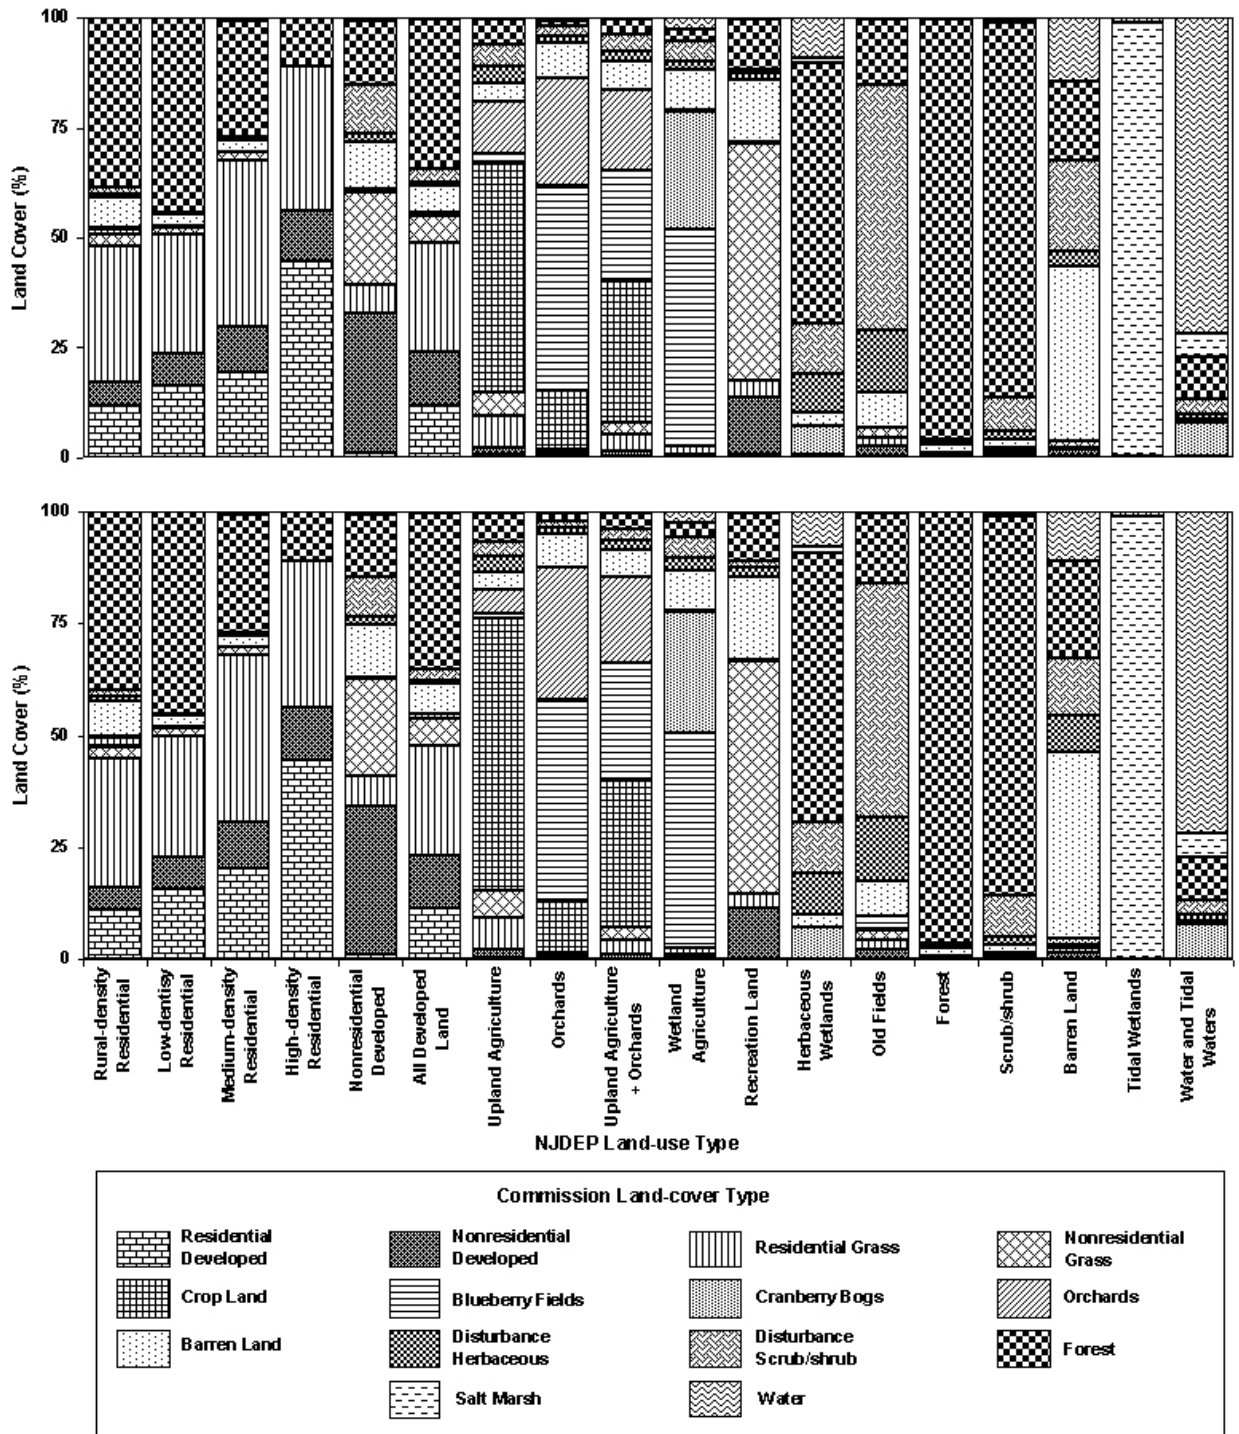 100
75
50
25
0
Land Cover (%)
100
75
50
25
0
Land Cover (%)
Rural-density
Residential
Low-dentisy
Residential
Medium-density
Residential
High-density
Residential
Nonresidential
Developed
All Developed
Land
Upland Agriculture
Orchards
Upland Agriculture
+ Orchards
Wetland
Agriculture
Recreation Land
Herbaceous
Wetlands
Old Fields
Forest
Scrub/shrub
Barren Land
Tidal Wetlands
Water and Tidal
Waters
NJDEP Land-use Type
Commission Land-cover Type
Residential
Developed
Nonresidential
Developed
Residential Grass
Nonresidential
Grass
Crop Land
Blueberry Fields
Cranberry Bogs
Orchards
Barren Land
Disturbance
Herbaceous
Disturbance
Scrub/shrub
Forest
Salt Marsh
Water